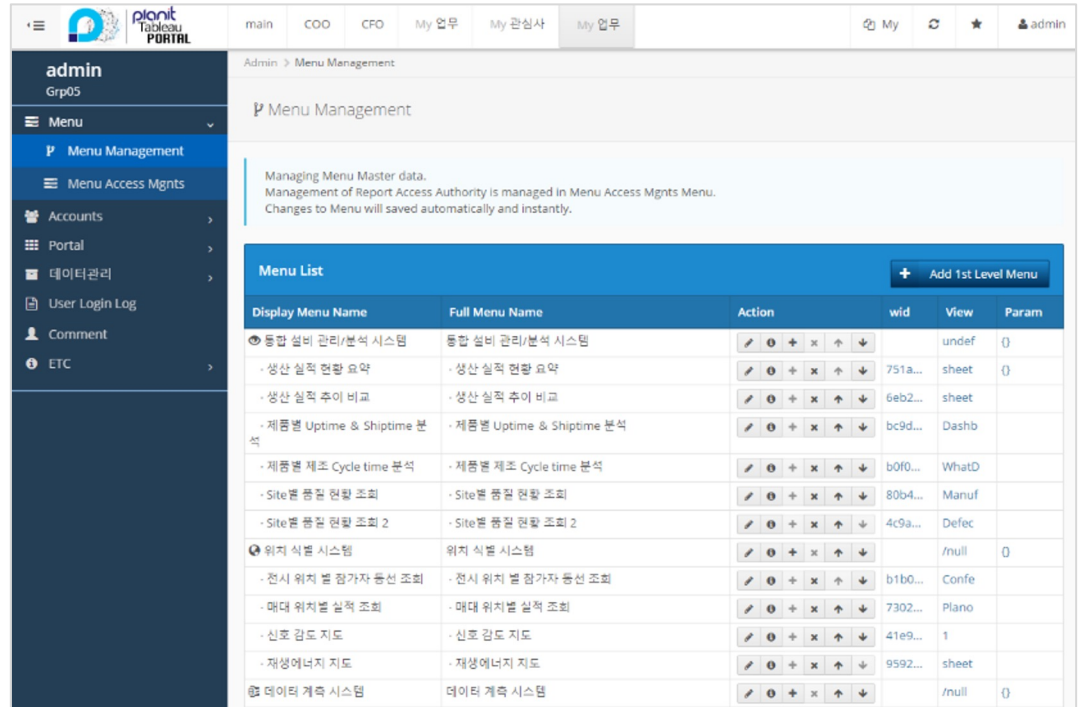 planit
Tableau
PORTAL
main COO CFO My 업무 My 관심사 My 업무 My admin
admin
Grp05
Menu
Menu Management
Menu Access Mgnts
Accounts
Portal
데이터관리
User Login Log
Comment
ETC
Admin > Menu Management
Menu Management
Managing Menu Master data.
Management of Report Access Authority is managed in Menu Access Mgnts Menu.
Changes to Menu will saved automatically and instantly.
Menu List + Add 1st Level Menu
Display Menu Name Full Menu Name Action wid View Param
통합 설비 관리/분석 시스템 통합 설비 관리/분석 시스템 undef {}
· 생산 실적 현황 요약 · 생산 실적 현황 요약 751a... sheet {}
· 생산 실적 추이 비교 · 생산 실적 추이 비교 6eb2... sheet
· 제품별 Uptime & Shiptime 분 · 제품별 Uptime & Shiptime 분석 bc9d... Dashb
석
· 제품별 제조 Cycle time 분석 · 제품별 제조 Cycle time 분석 b0f0... WhatD
· Site별 품질 현황 조회 · Site별 품질 현황 조회 80b4... Manuf
· Site별 품질 현황 조회 2 · Site별 품질 현황 조회 2 4c9a... Defec
위치 식별 시스템 위치 식별 시스템 /null {}
· 전시 위치 별 참가자 동선 조회 · 전시 위치 별 참가자 동선 조회 b1b0... Confe
· 매대 위치별 실적 조회 · 매대 위치별 실적 조회 7302... Plano
· 신호 감도 지도 · 신호 감도 지도 41e9... 1
· 재생에너지 지도 · 재생에너지 지도 9592... sheet
데이터 계측 시스템 데이터 계측 시스템 /null {}